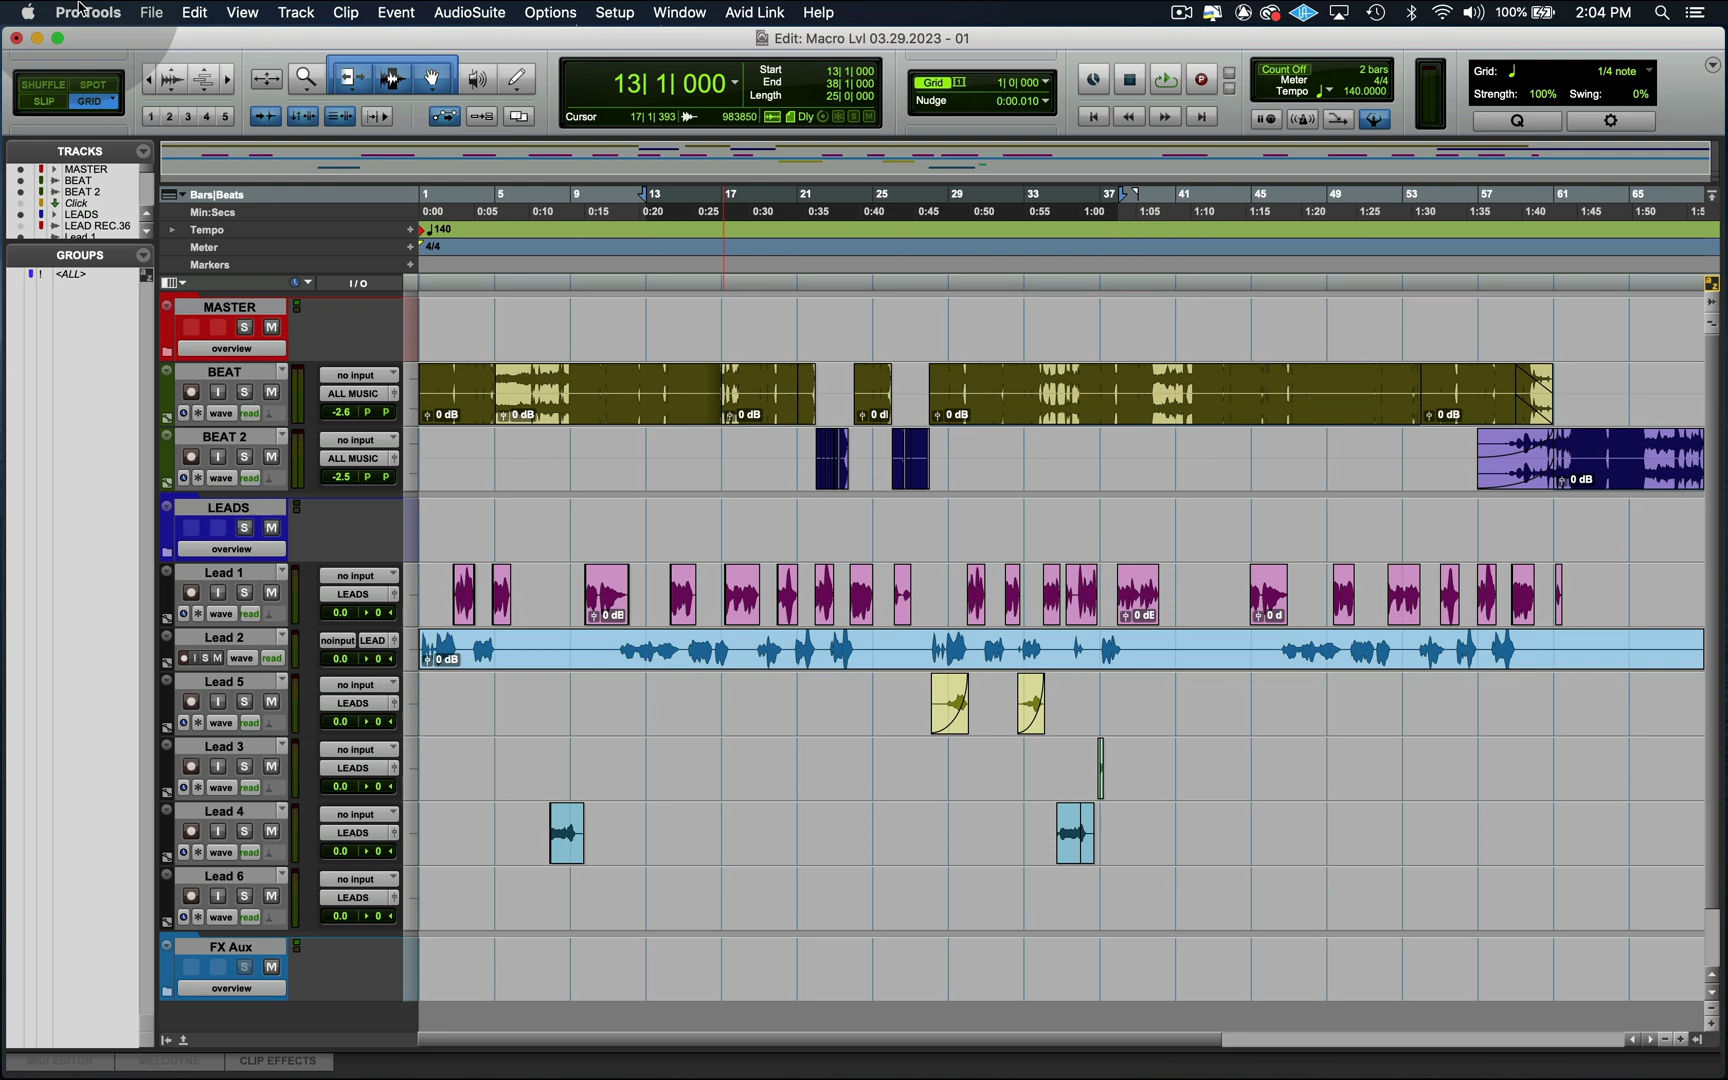 ProTools File Edit View Track Clip Event AudioSuite Options Setup Window Avid Link Help 100% 2:04 PM
Edit: Macro Lvl 03.29.2023 - 01
SHUFFLE SPOT
SLIP GRID
1 2 3 4 5
13| 1| 000
Start 13| 1| 000
End 38| 1| 000
Length 25| 0| 000
Cursor 17| 1| 393 983850 Dly
Grid 1| 0| 000
Nudge 0:00.010
Count Off 2 bars
Meter 4/4
Tempo 140.0000
Grid: 1/4 note
Strength: 100% Swing: 0%
Q
TRACKS
MASTER
BEAT
BEAT 2
Click
LEADS
LEAD REC.36
Lead 1
GROUPS
! <ALL>
Bars|Beats 1 5 9 13 17 21 25 29 33 37 41 45 49 53 57 61 65
Min:Secs 0:00 0:05 0:10 0:15 0:20 0:25 0:30 0:35 0:40 0:45 0:50 0:55 1:00 1:05 1:10 1:15 1:20 1:25 1:30 1:35 1:40 1:45 1:50 1:5
Tempo + 140
Meter + 4/4
Markers +
I / O
MASTER
S M
overview
BEAT no input
I S M ALL MUSIC
wave read -2.6 P P
0 dB 0 dB 0 dB 0 dB 0 dB
BEAT 2 no input
I S M ALL MUSIC
wave read -2.5 P P
0 dB
LEADS
S M
overview
Lead 1 no input
I S M LEADS
wave read 0.0 0
0 dB 0 dB 0 d
Lead 2 noinput LEAD
I S M wave read 0.0 0
0 dB
Lead 5 no input
I S M LEADS
wave read 0.0 0
Lead 3 no input
I S M LEADS
wave read 0.0 0
Lead 4 no input
I S M LEADS
wave read 0.0 0
Lead 6 no input
I S M LEADS
wave read 0.0 0
FX Aux
S M
overview
MIDI EDITOR MELODYNE CLIP EFFECTS